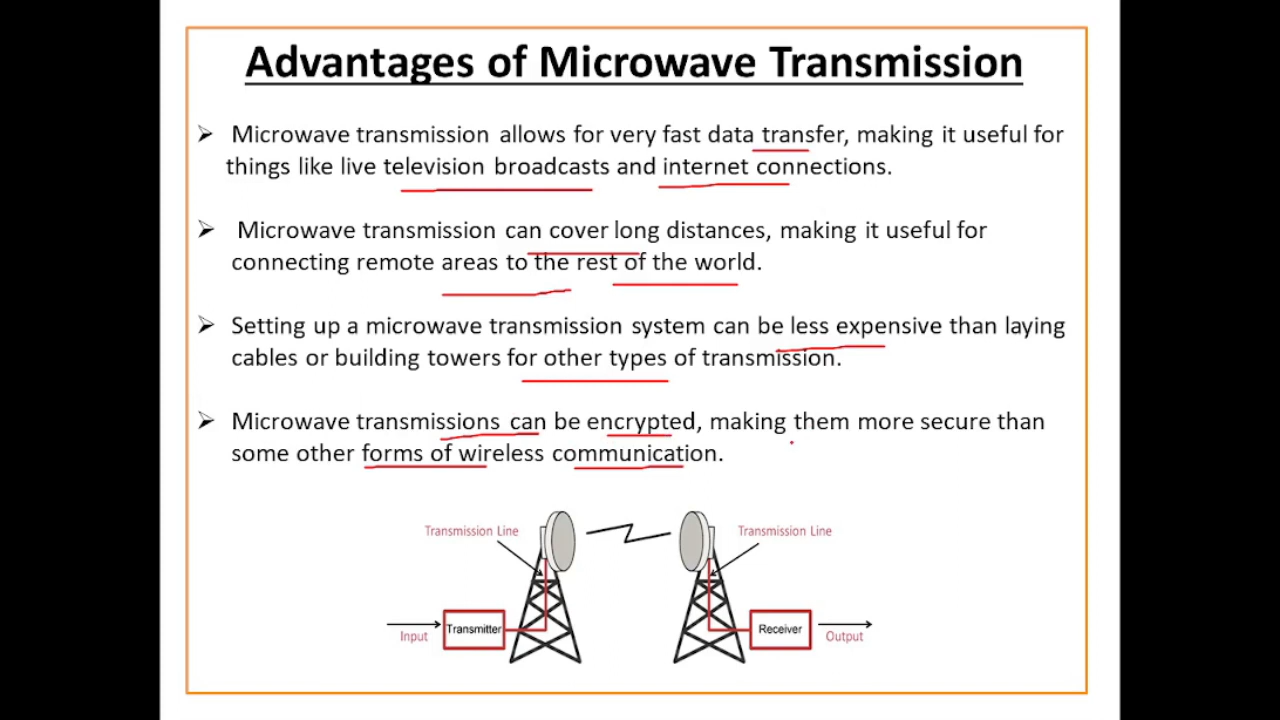 Advantages of Microwave Transmission
➢ Microwave transmission allows for very fast data transfer, making it useful for
things like live television broadcasts and internet connections.
➢ Microwave transmission can cover long distances, making it useful for
connecting remote areas to the rest of the world.
➢ Setting up a microwave transmission system can be less expensive than laying
cables or building towers for other types of transmission.
➢ Microwave transmissions can be encrypted, making them more secure than
some other forms of wireless communication.
Transmission Line
Transmission Line
Input
Transmitter
Receiver
Output